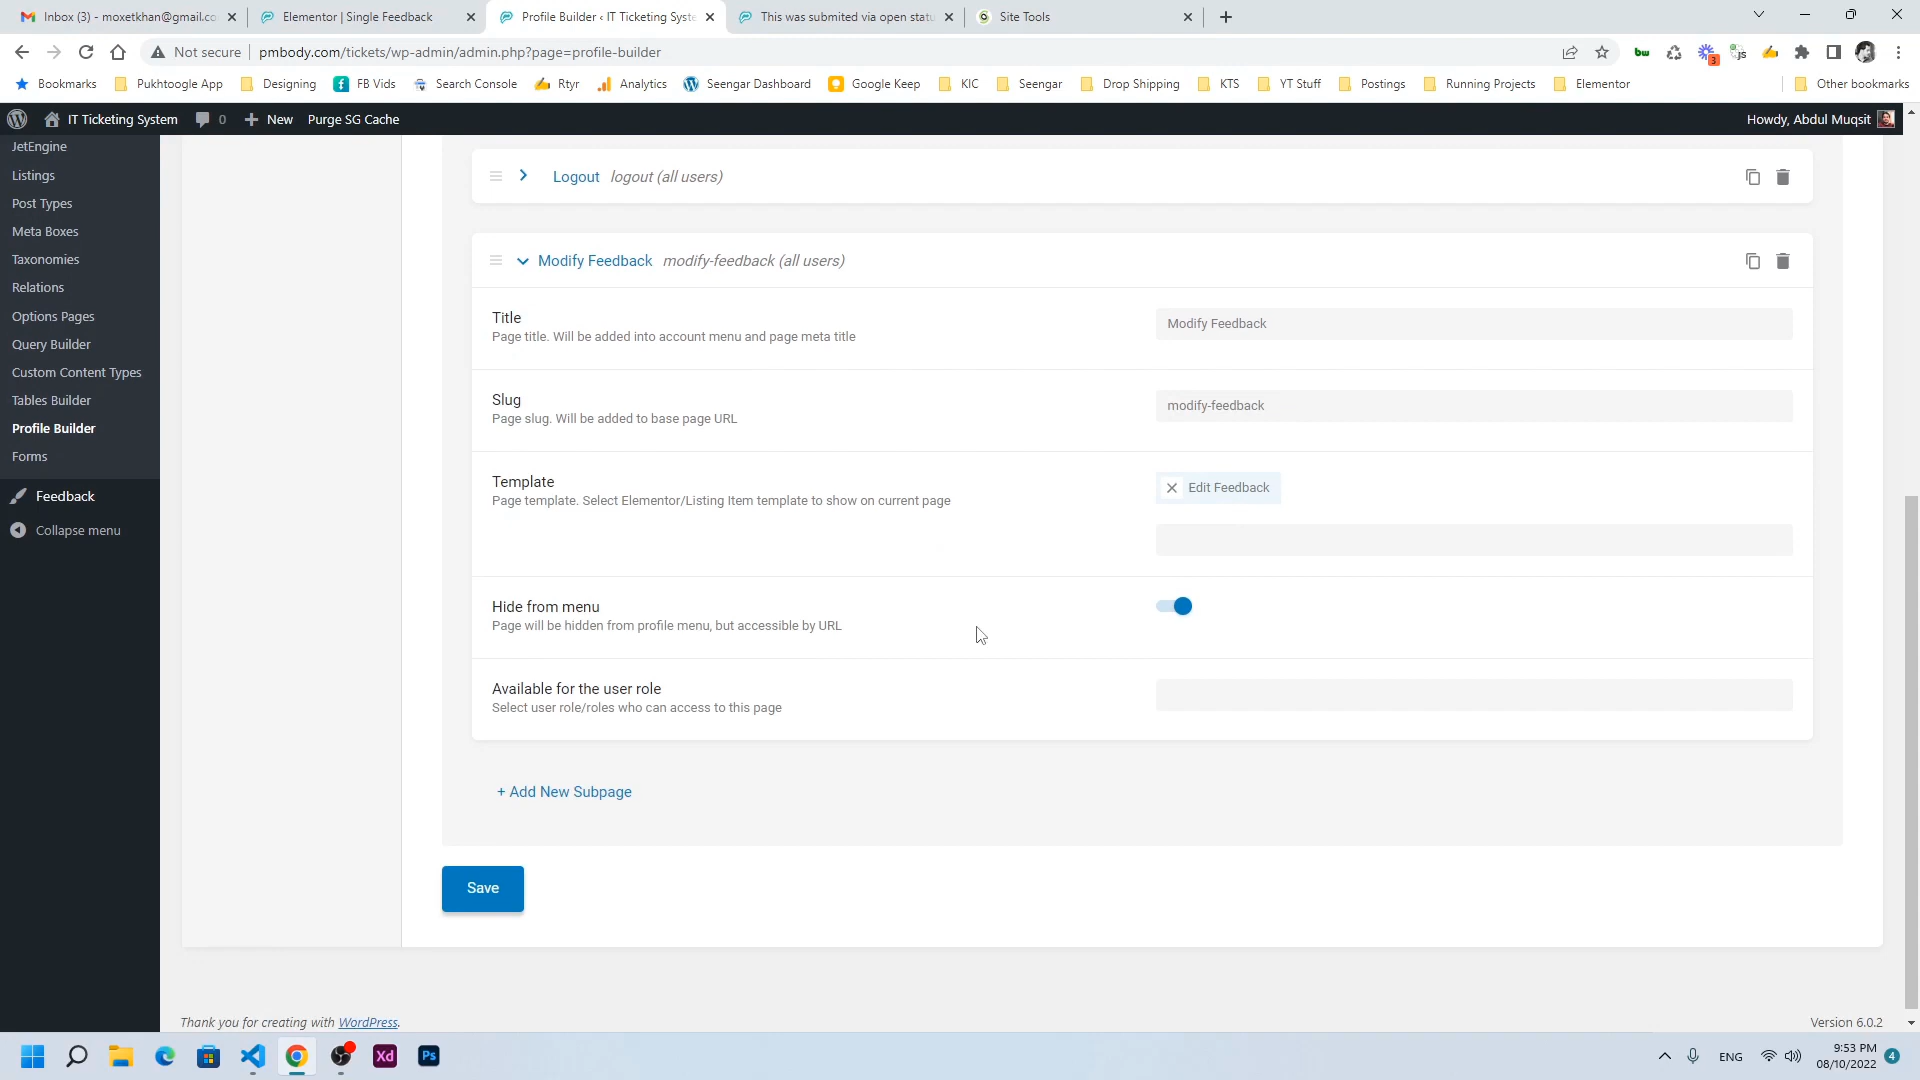 Inbox (3) - moxetkhan@gmail.co
Elementor | Single Feedback
Profile Builder ‹ IT Ticketing Syste
This was submited via open statu
Site Tools
Not secure
pmbody.com/tickets/wp-admin/admin.php?page=profile-builder
bw
3
JS
Bookmarks
Pukhtoogle App
Designing
FB Vids
Search Console
Rtyr
Analytics
Seengar Dashboard
Google Keep
KIC
Seengar
Drop Shipping
KTS
YT Stuff
Postings
Running Projects
Elementor
Other bookmarks
IT Ticketing System
0
New
Purge SG Cache
Howdy, Abdul Muqsit
JetEngine
Listings
Post Types
Meta Boxes
Taxonomies
Relations
Options Pages
Query Builder
Custom Content Types
Tables Builder
Profile Builder
Forms
Feedback
Collapse menu
Logout logout (all users)
Modify Feedback modify-feedback (all users)
Title
Page title. Will be added into account menu and page meta title
Modify Feedback
Slug
Page slug. Will be added to base page URL
modify-feedback
Template
Page template. Select Elementor/Listing Item template to show on current page
Edit Feedback
Hide from menu
Page will be hidden from profile menu, but accessible by URL
Available for the user role
Select user role/roles who can access to this page
+ Add New Subpage
Save
Thank you for creating with WordPress.
Version 6.0.2
Xd
Ps
ENG
9:53 PM
08/10/2022
4